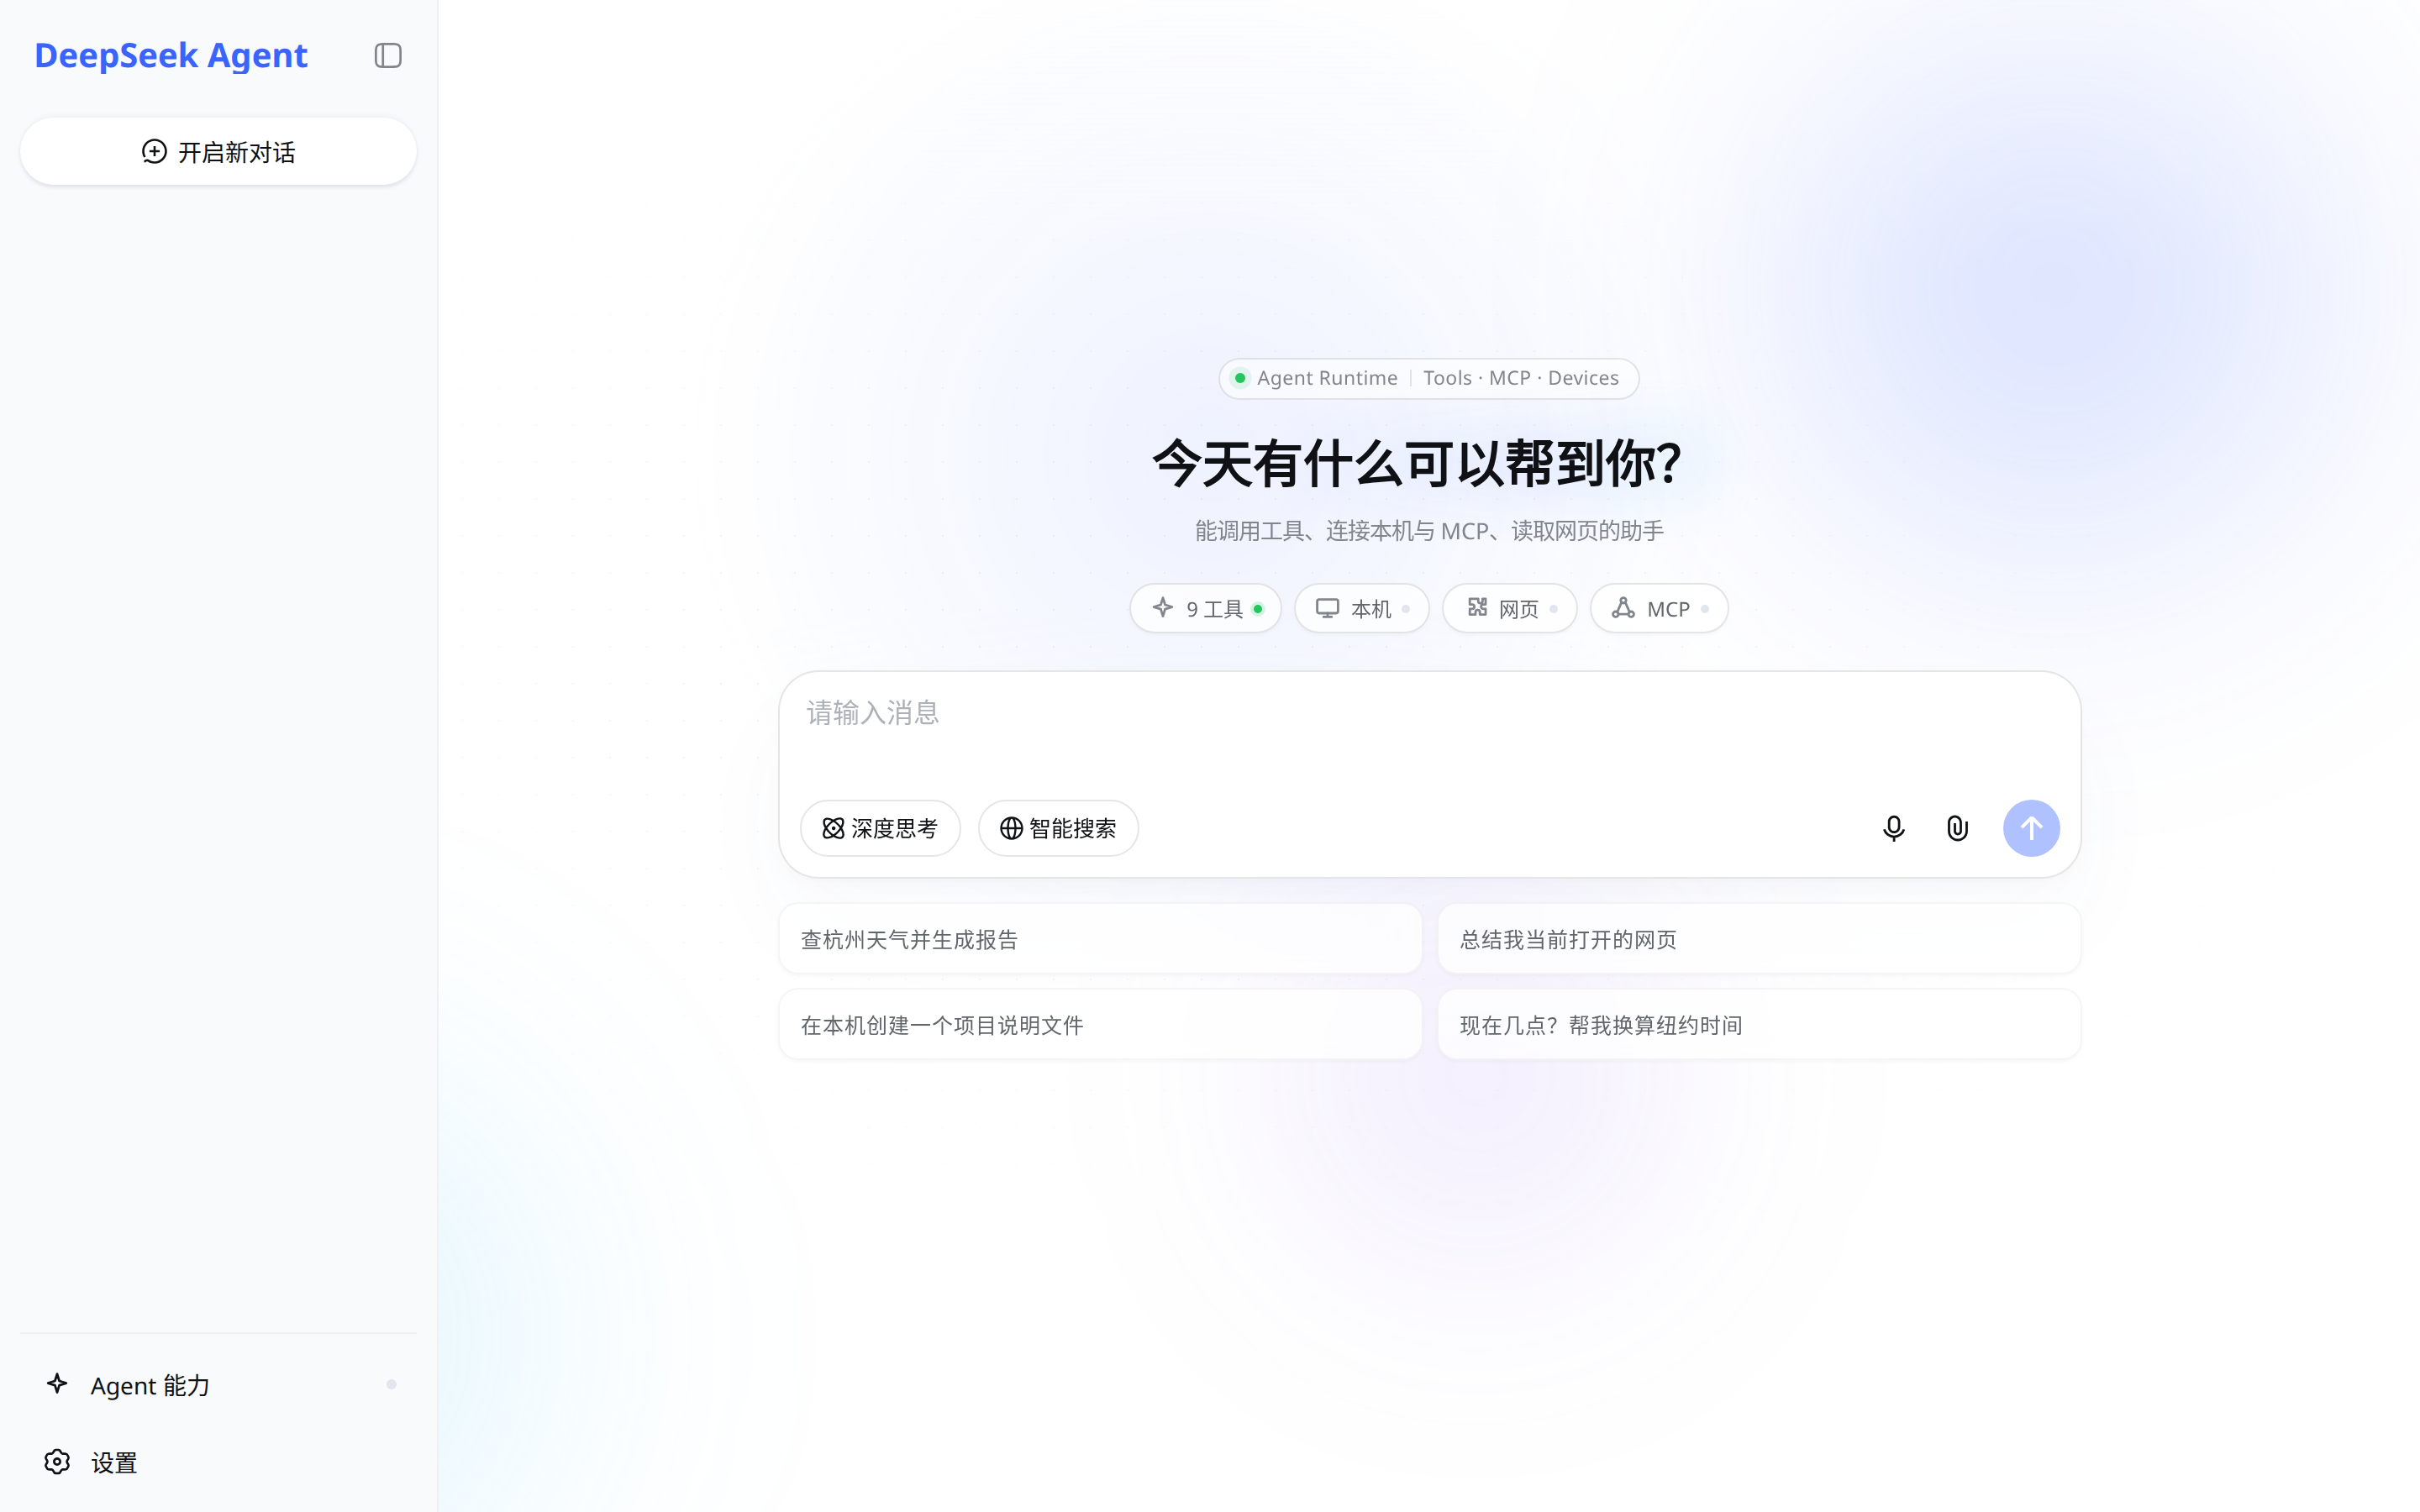 DeepSeek Agent
开启新对话
Agent Runtime | Tools · MCP · Devices
今天有什么可以帮到你？
能调用工具、连接本机与 MCP、读取网页的助手
9 工具 本机 网页 MCP
请输入消息
深度思考 智能搜索
查杭州天气并生成报告
总结我当前打开的网页
在本机创建一个项目说明文件
现在几点？帮我换算纽约时间
Agent 能力
设置